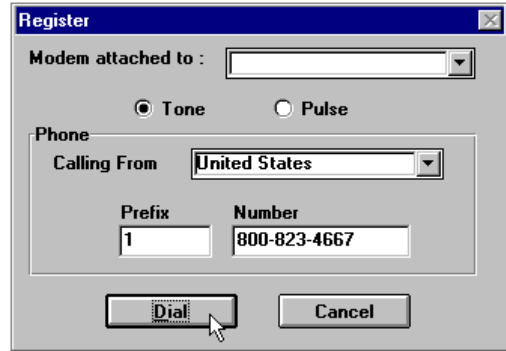 Register
Modem attached to :
Tone Pulse
Phone
Calling From United States
Prefix Number
1 800-823-4667
Dial Cancel